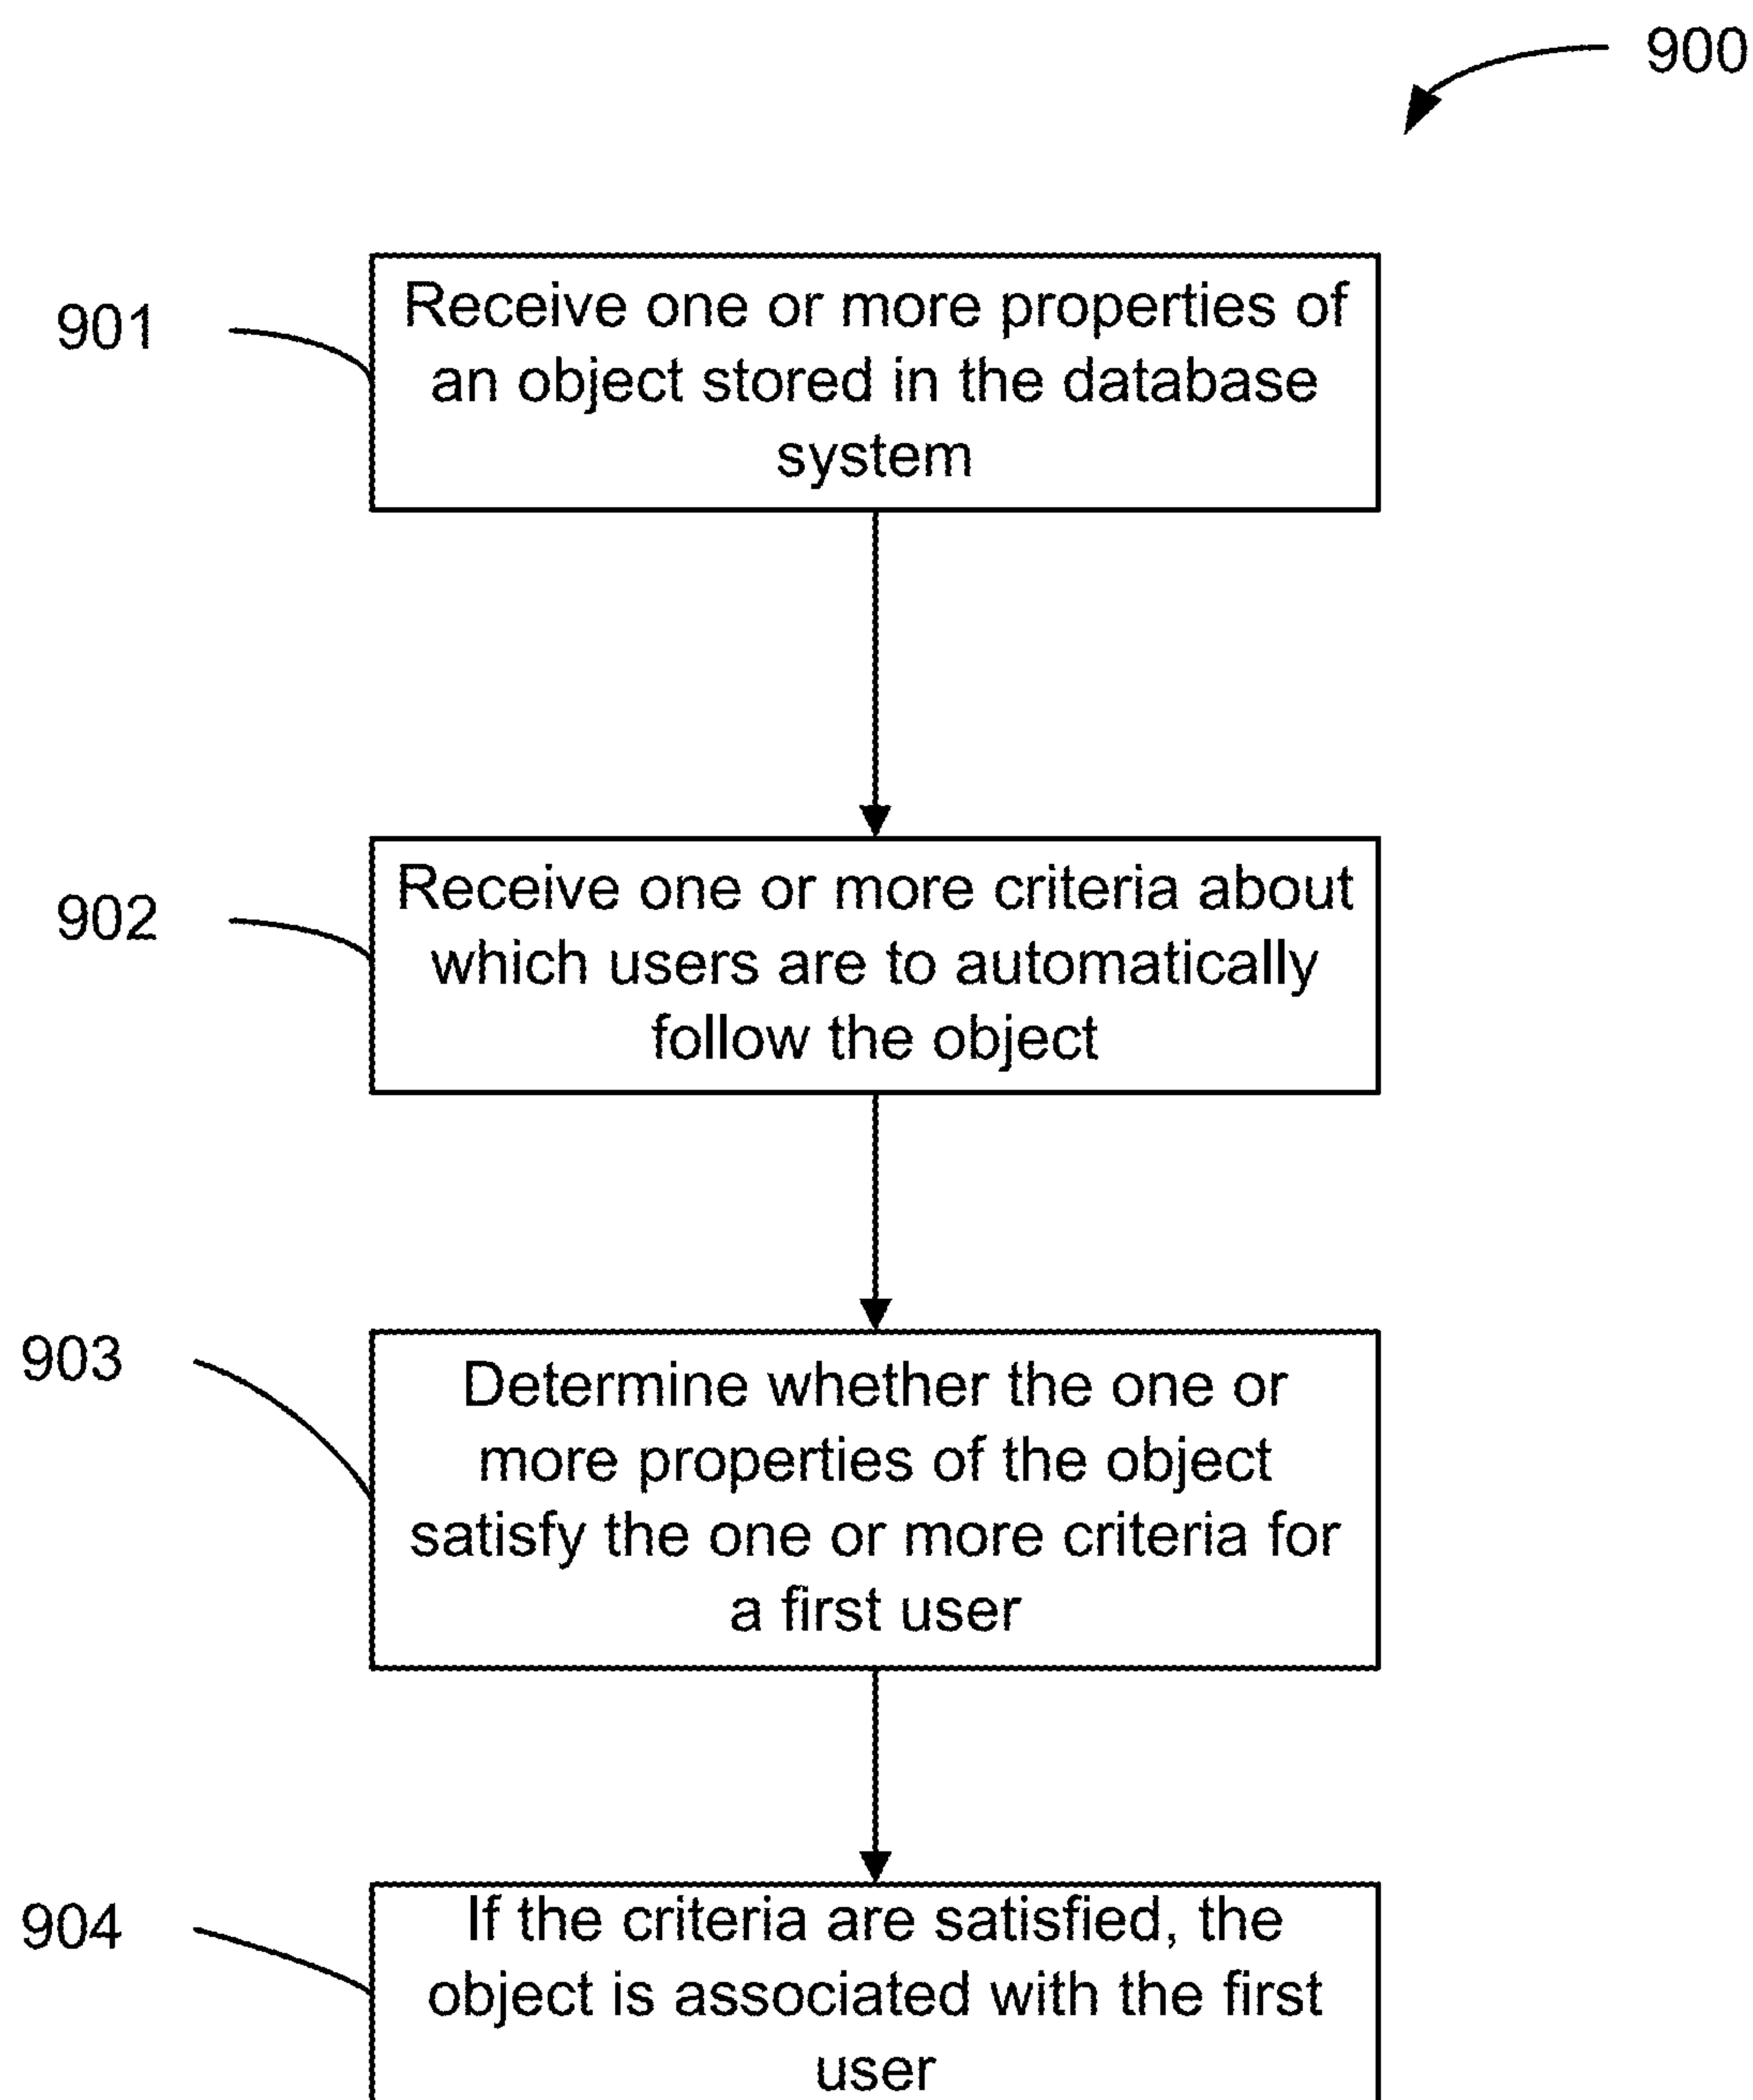 900
901
Receive one or more properties of
an object stored in the database
system
902
Receive one or more criteria about
which users are to automatically
follow the object
903
Determine whether the one or
more properties of the object
satisfy the one or more criteria for
a first user
904
If the criteria are satisfied, the
object is associated with the first
user